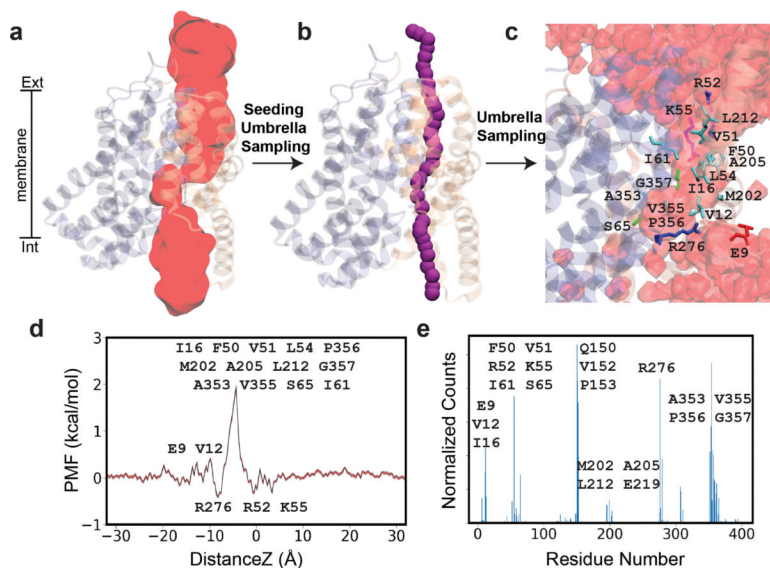 a
b
c
Ext
membrane
Int
Seeding
Umbrella
Sampling
Umbrella
Sampling
R52
K55
L212
V51
I61
F50
A205
L54
G357
I16
A353
M202
V355
V12
S65
P356
R276
E9
d
PMF (kcal/mol)
3
2
1
0
−1
I16 F50 V51 L54 P356
M202 A205 L212 G357
A353 V355 S65 I61
E9 V12
R276 R52 K55
−30 −20 −10 0 10 20 30
DistanceZ (Å)
e
Normalized Counts
F50 V51
R52 K55
I61 S65
Q150
V152
P153
R276
E9
V12
I16
A353 V355
P356 G357
M202 A205
L212 E219
0 100 200 300 400
Residue Number